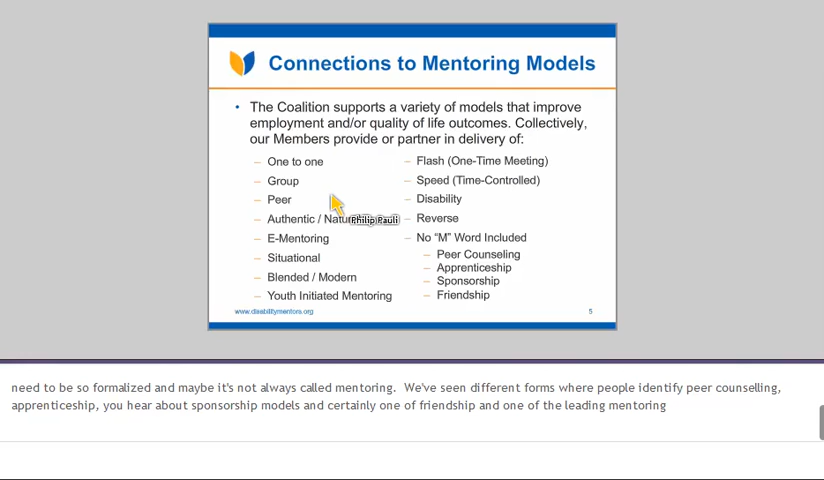 Connections to Mentoring Models
• The Coalition supports a variety of models that improve
employment and/or quality of life outcomes. Collectively,
our Members provide or partner in delivery of:
– One to one
– Group
– Peer
– Authentic /
Philip Pauli
– E-Mentoring
– Situational
– Blended / Modern
– Youth Initiated Mentoring
– Flash (One-Time Meeting)
– Speed (Time-Controlled)
– Disability
– Reverse
– No “M” Word Included
– Peer Counseling
– Apprenticeship
– Sponsorship
– Friendship
www.disabilitymentors.org
5
need to be so formalized and maybe it's not always called mentoring. We've seen different forms where people identify peer counselling,
apprenticeship, you hear about sponsorship models and certainly one of friendship and one of the leading mentoring